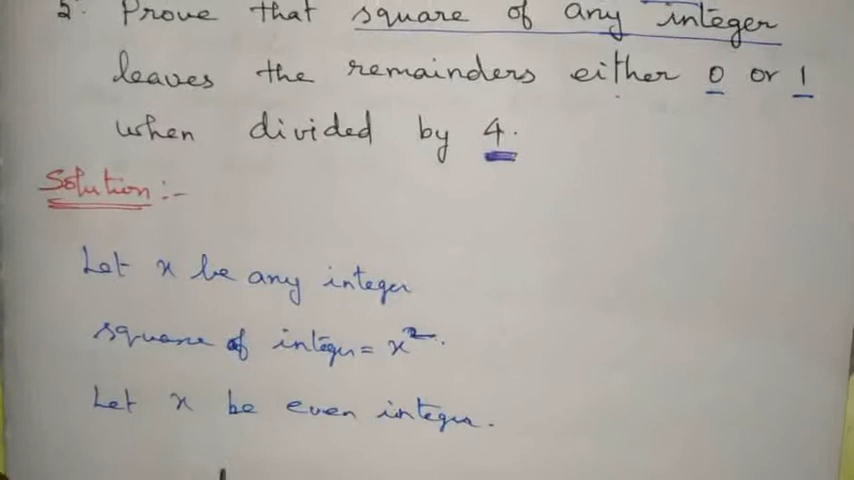 2. Prove that square of any integer
leaves the remainders either 0 or 1
when divided by 4.
Solution :-
Let x be any integer
square of integer = x².
Let x be even integer.